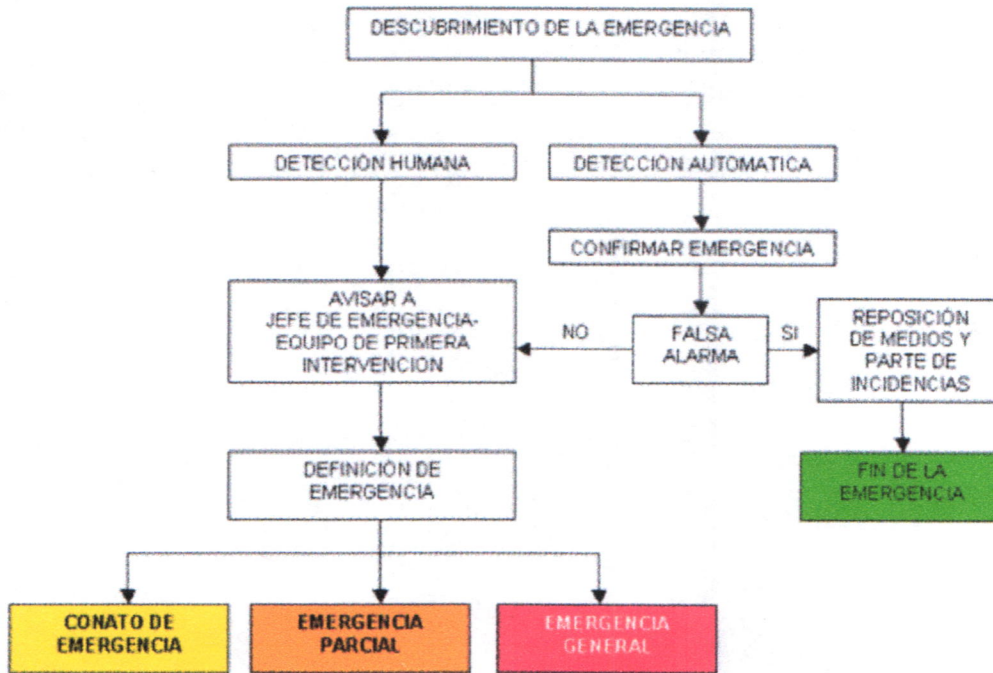 DESCUBRIMIENTO DE LA EMERGENCIA
DETECCIÓN HUMANA
DETECCIÓN AUTOMATICA
CONFIRMAR EMERGENCIA
AVISAR A
JEFE DE EMERGENCIA-
EQUIPO DE PRIMERA
INTERVENCION
NO
FALSA
ALARMA
SI
REPOSICIÓN
DE MEDIOS Y
PARTE DE
INCIDENCIAS
DEFINICIÓN DE
EMERGENCIA
FIN DE LA
EMERGENCIA
CONATO DE
EMERGENCIA
EMERGENCIA
PARCIAL
EMERGENCIA
GENERAL